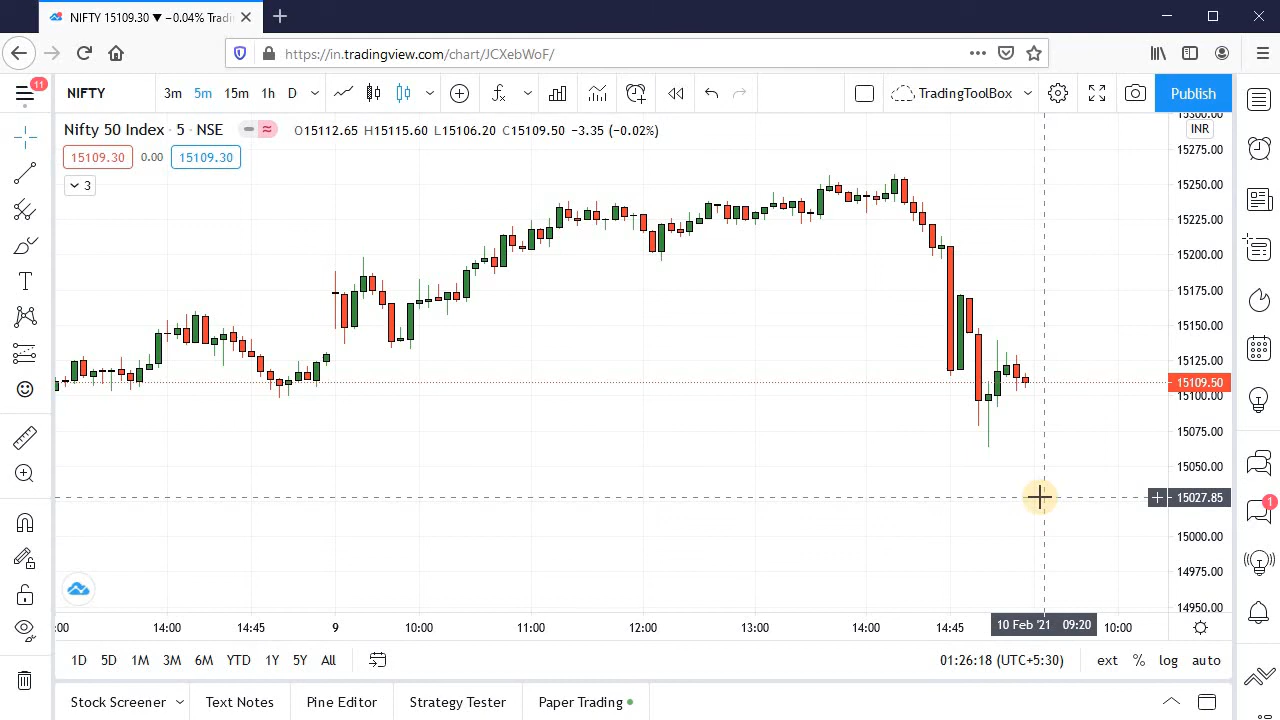 NIFTY 15109.30 ▼ −0.04% Tradi
https://in.tradingview.com/chart/JCXebWoF/
11
NIFTY 3m 5m 15m 1h D TradingToolBox Publish
Nifty 50 Index · 5 · NSE O15112.65 H15115.60 L15106.20 C15109.50 −3.35 (−0.02%)
15109.30 0.00 15109.30
3
15300.00
INR
15275.00
15250.00
15225.00
15200.00
15175.00
15150.00
15125.00
15109.50
15100.00
15075.00
15050.00
15027.85
1
15000.00
14975.00
14950.00
:00 14:00 14:45 9 10:00 11:00 12:00 13:00 14:00 14:45 10 Feb '21 09:20 10:00
1D 5D 1M 3M 6M YTD 1Y 5Y All 01:26:18 (UTC+5:30) ext % log auto
Stock Screener Text Notes Pine Editor Strategy Tester Paper Trading